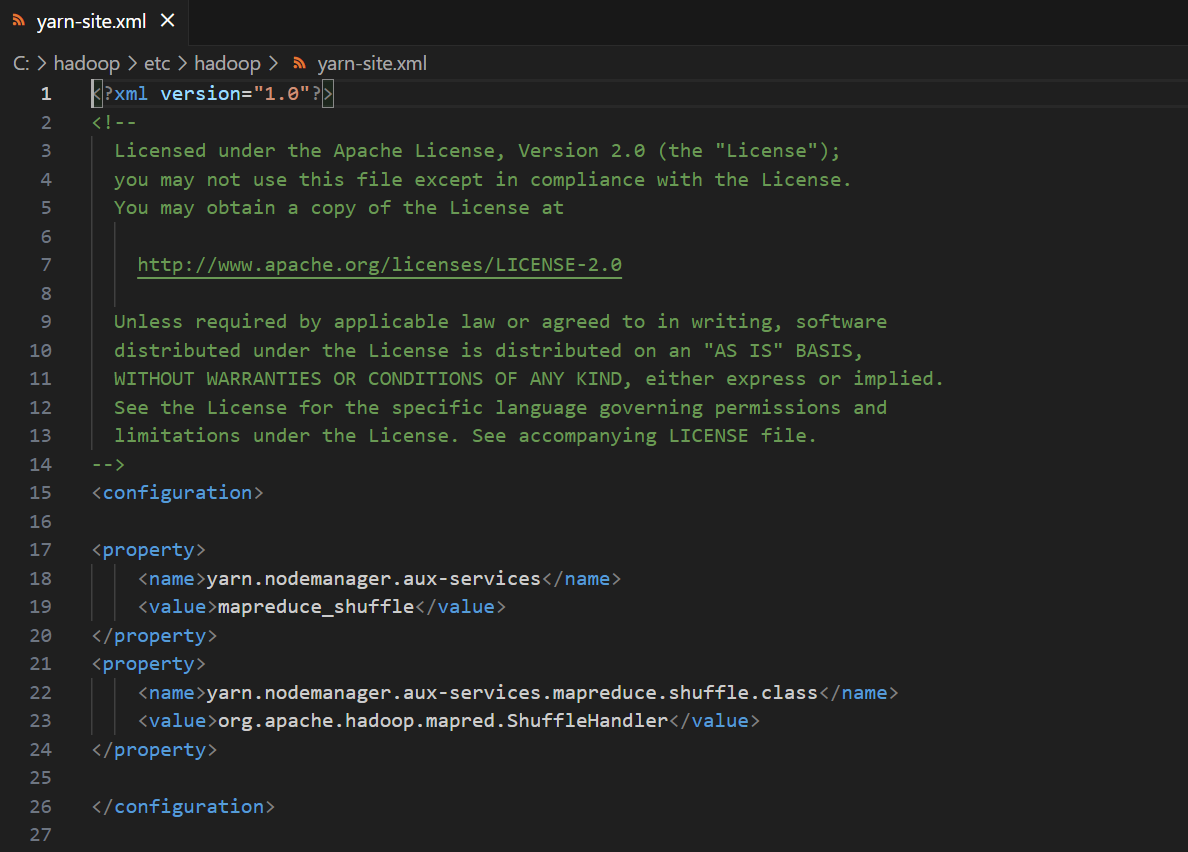 yarn-site.xml
C: > hadoop > etc > hadoop > yarn-site.xml
1 <?xml version="1.0"?>
2 <!--
3 Licensed under the Apache License, Version 2.0 (the "License");
4 you may not use this file except in compliance with the License.
5 You may obtain a copy of the License at
6
7 http://www.apache.org/licenses/LICENSE-2.0
8
9 Unless required by applicable law or agreed to in writing, software
10 distributed under the License is distributed on an "AS IS" BASIS,
11 WITHOUT WARRANTIES OR CONDITIONS OF ANY KIND, either express or implied.
12 See the License for the specific language governing permissions and
13 limitations under the License. See accompanying LICENSE file.
14 -->
15 <configuration>
16
17 <property>
18 <name>yarn.nodemanager.aux-services</name>
19 <value>mapreduce_shuffle</value>
20 </property>
21 <property>
22 <name>yarn.nodemanager.aux-services.mapreduce.shuffle.class</name>
23 <value>org.apache.hadoop.mapred.ShuffleHandler</value>
24 </property>
25
26 </configuration>
27